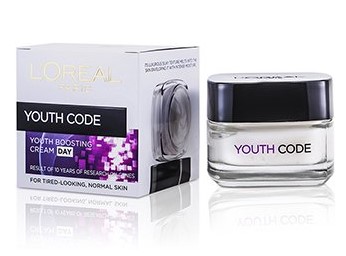 L'ORÉAL
YOUTH CODE
YOUTH BOOSTING
CREAM DAY
RESULT OF 10 YEARS OF RESEARCH
FOR TIRED-LOOKING, NORMAL SKIN
YOUTH CODE